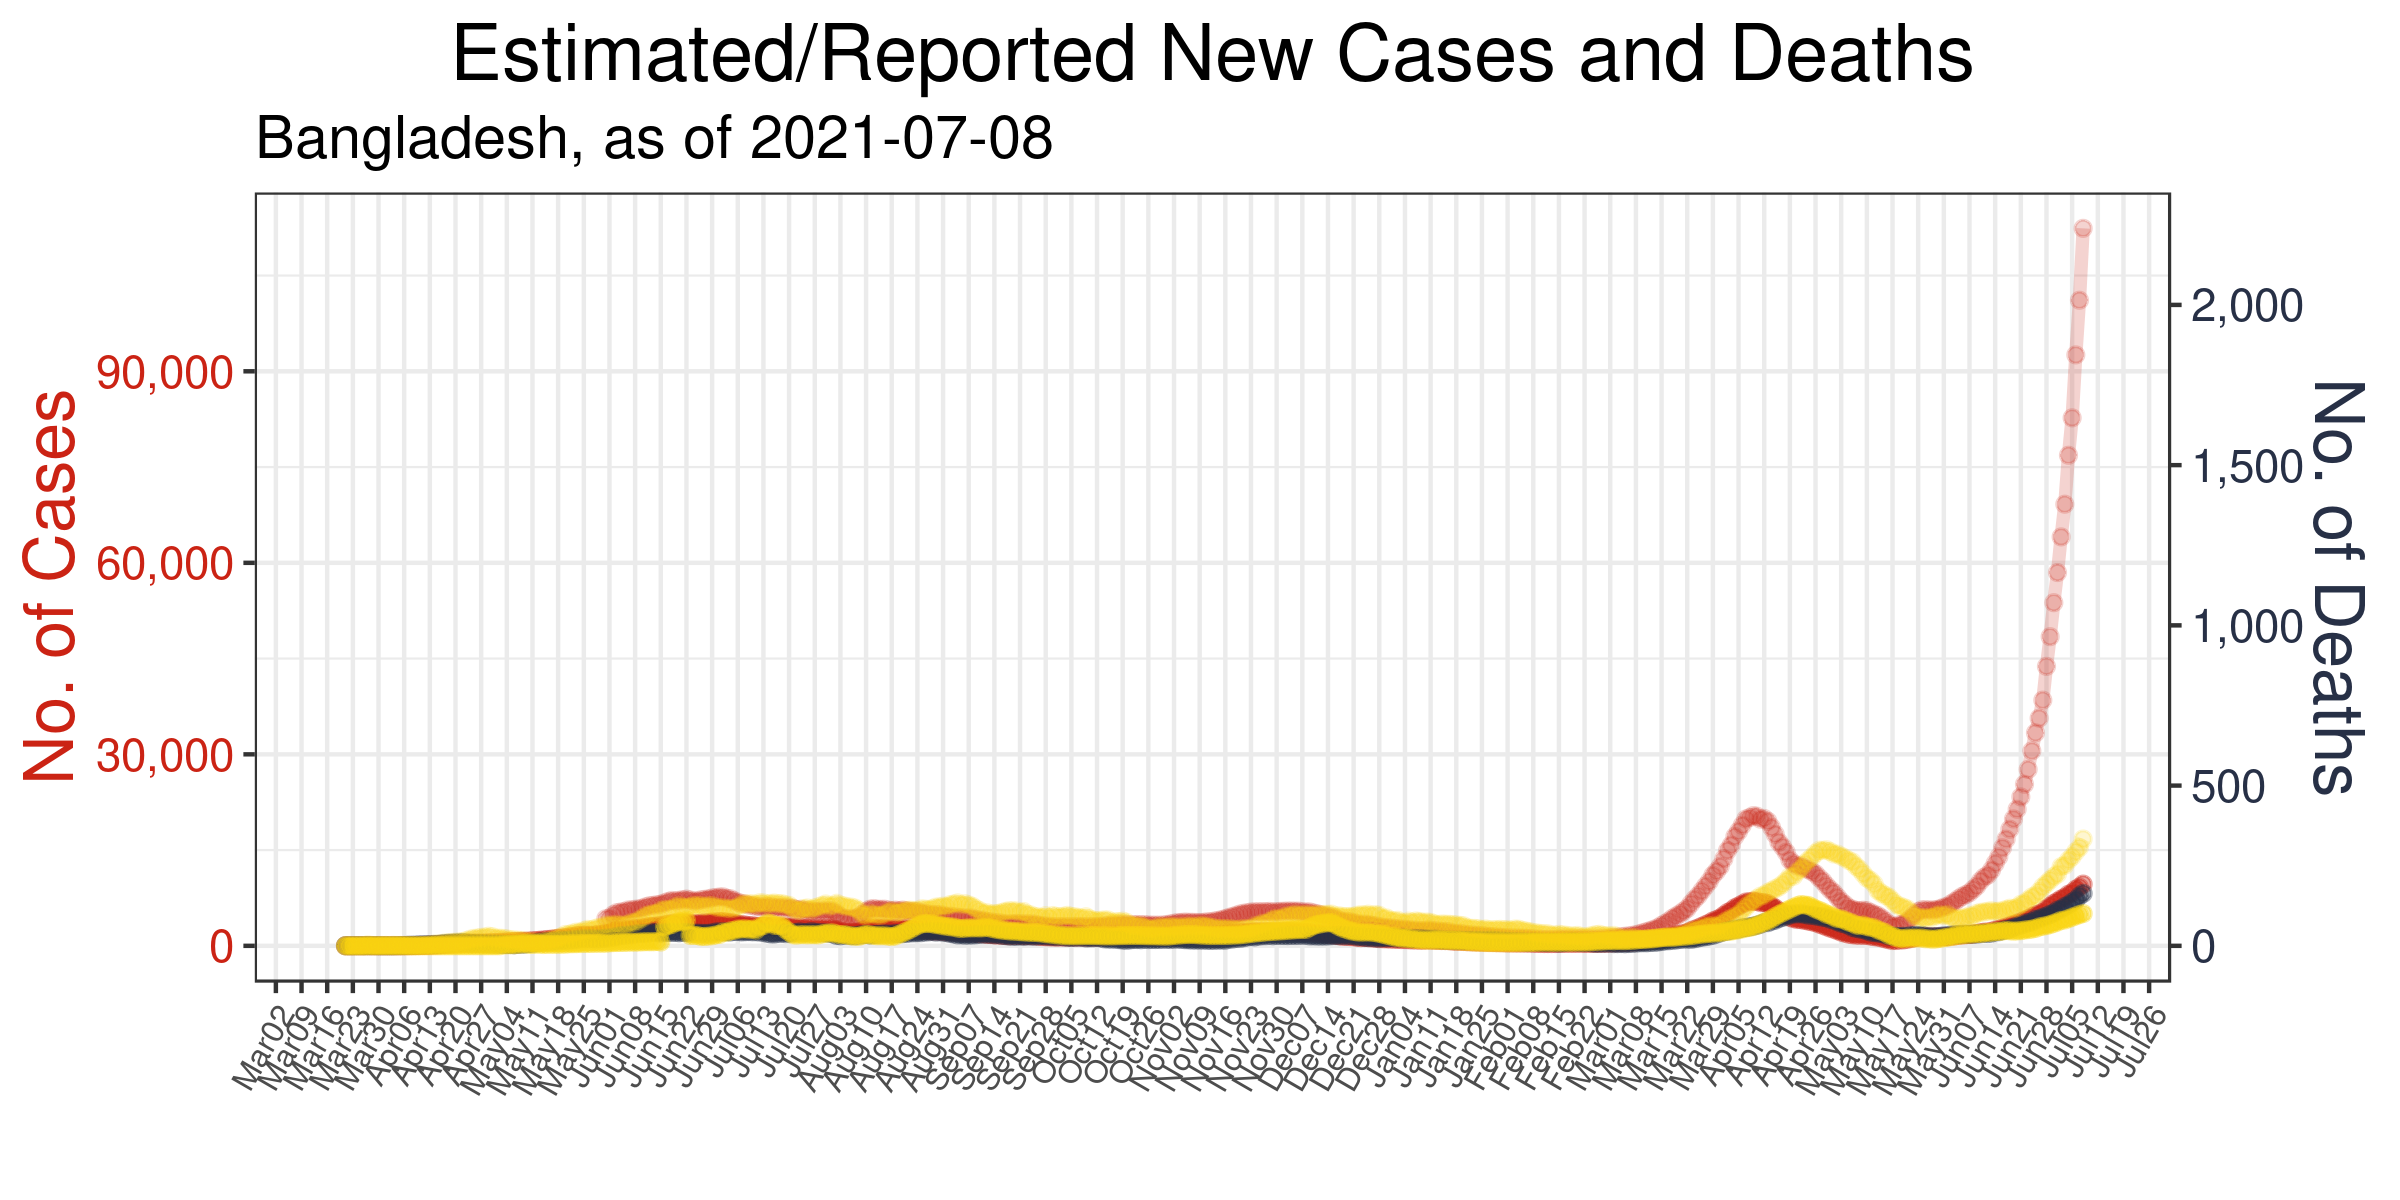 Estimated/Reported New Cases and Deaths
Bangladesh, as of 2021-07-08
No. of Cases
90,000
60,000
30,000
0
2,000
1,500
1,000
500
0
No. of Deaths
Mar02
Mar09
Mar16
Mar23
Mar30
Apr06
Apr13
Apr20
Apr27
May04
May11
May18
May25
Jun01
Jun08
Jun15
Jun22
Jun29
Jul06
Jul13
Jul20
Jul27
Aug03
Aug10
Aug17
Aug24
Aug31
Sep07
Sep14
Sep21
Sep28
Oct05
Oct12
Oct19
Oct26
Nov02
Nov09
Nov16
Nov23
Nov30
Dec07
Dec14
Dec21
Dec28
Jan04
Jan11
Jan18
Jan25
Feb01
Feb08
Feb15
Feb22
Mar01
Mar08
Mar15
Mar22
Mar29
Apr05
Apr12
Apr19
Apr26
May03
May10
May17
May24
May31
Jun07
Jun14
Jun21
Jun28
Jul05
Jul12
Jul19
Jul26